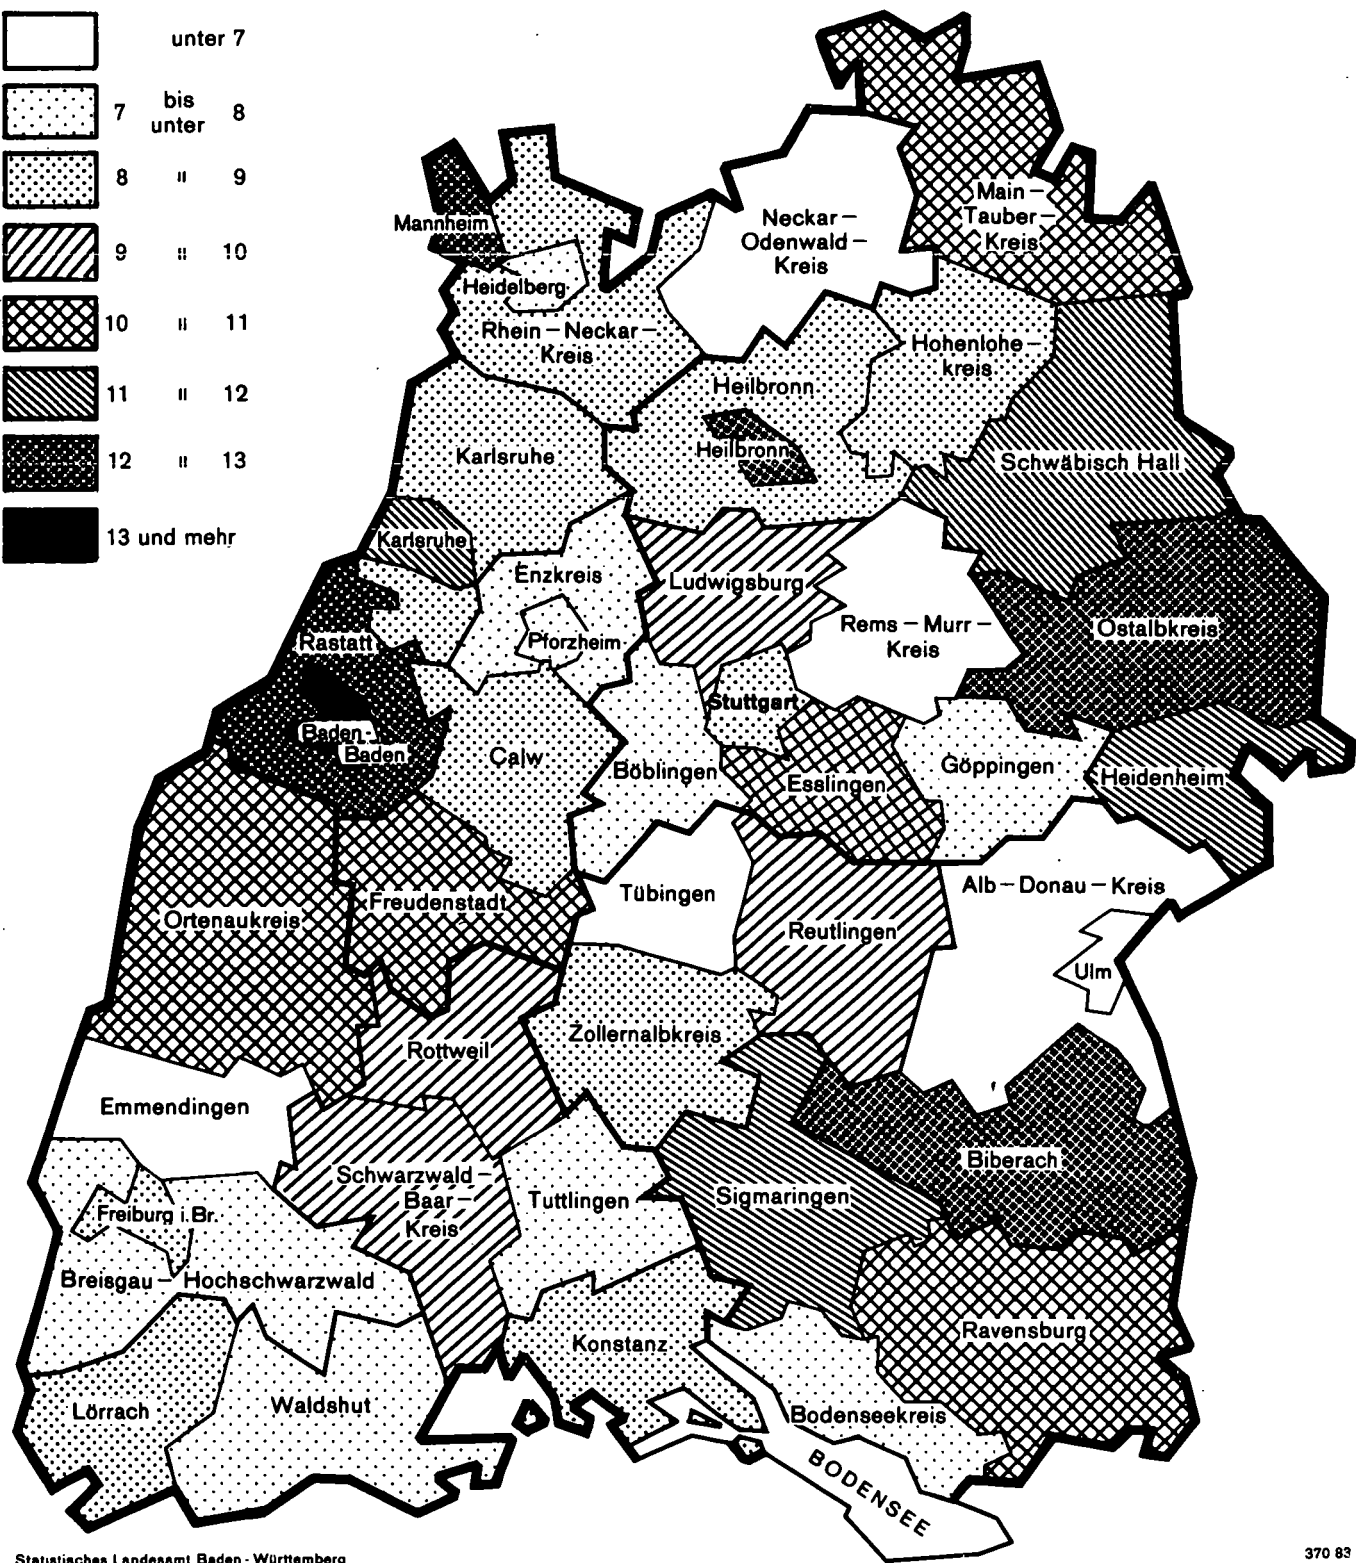 unter 7
7 bis unter 8
8 " 9
9 " 10
10 " 11
11 " 12
12 " 13
13 und mehr
Main -
Tauber -
Kreis
Neckar -
Odenwald -
Kreis
Mannheim
Heidelberg
Rhein - Neckar -
Kreis
Hohenlohe -
kreis
Heilbronn
Heilbronn
Karlsruhe
Schwäbisch Hall
Karlsruhe
Enzkreis
Ludwigsburg
Pforzheim
Rems - Murr -
Kreis
Ostalbkreis
Rastatt
Stuttgart
Baden -
Baden
Calw
Böblingen
Esslingen
Göppingen
Heidenheim
Freudenstadt
Tübingen
Alb - Donau - Kreis
Ortenaukreis
Reutlingen
Ulm
Zollernalbkreis
Rottweil
Emmendingen
Biberach
Schwarzwald -
Baar -
Kreis
Tuttlingen
Sigmaringen
Freiburg i.Br.
Breisgau - Hochschwarzwald
Konstanz
Ravensburg
Lörrach
Waldshut
Bodenseekreis
BODENSEE
Statistisches Landesamt Baden - Württemberg
370 83